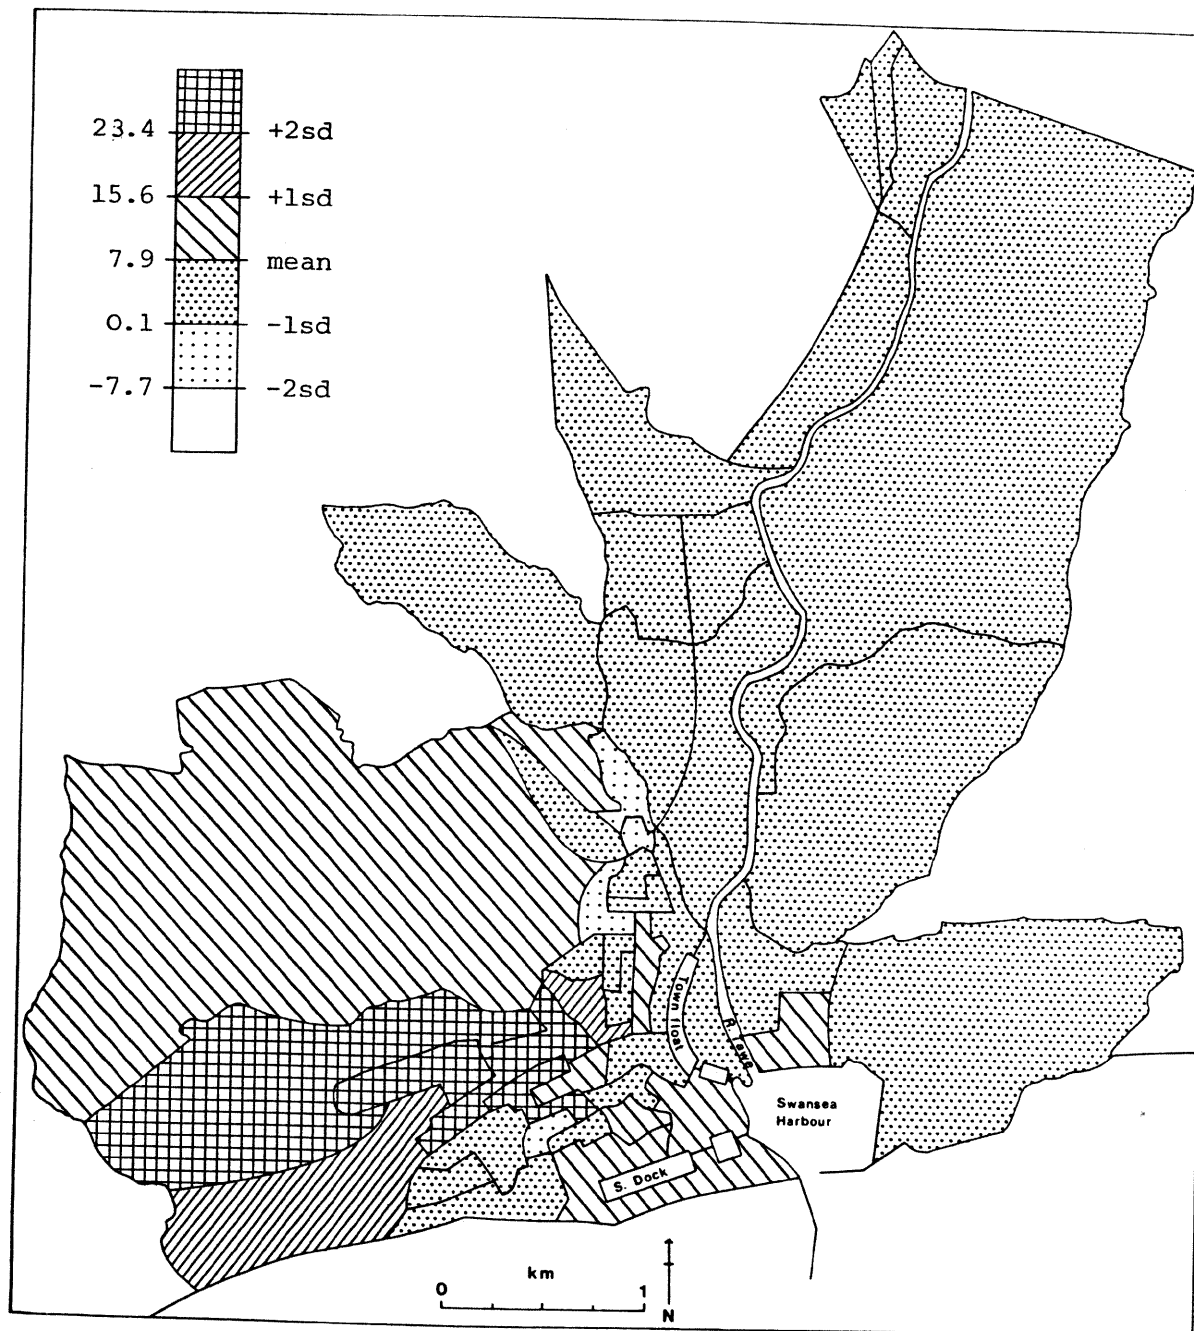 23.4 +2sd
15.6 +1sd
7.9 mean
0.1 -1sd
-7.7 -2sd
Town Float
R. Tawe
Swansea
Harbour
S. Dock
km
0 1
N